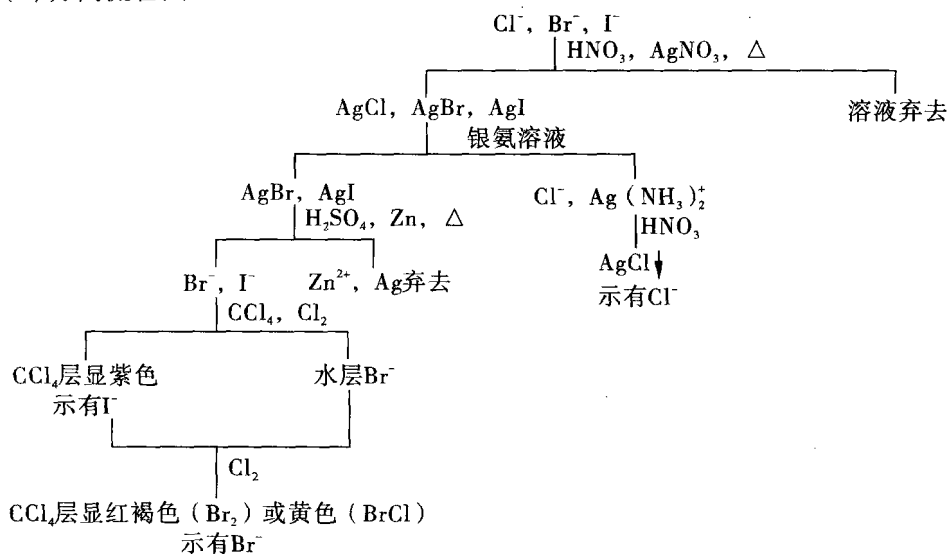 Cl⁻, Br⁻, I⁻
HNO₃, AgNO₃, △
AgCl, AgBr, AgI
溶液弃去
银氨溶液
AgBr, AgI
Cl⁻, Ag(NH₃)₂⁺
H₂SO₄, Zn, △
HNO₃
AgCl↓
Br⁻, I⁻
Zn²⁺, Ag弃去
示有Cl⁻
CCl₄, Cl₂
CCl₄层显紫色
水层Br⁻
示有I⁻
Cl₂
CCl₄层显红褐色(Br₂)或黄色(BrCl)
示有Br⁻